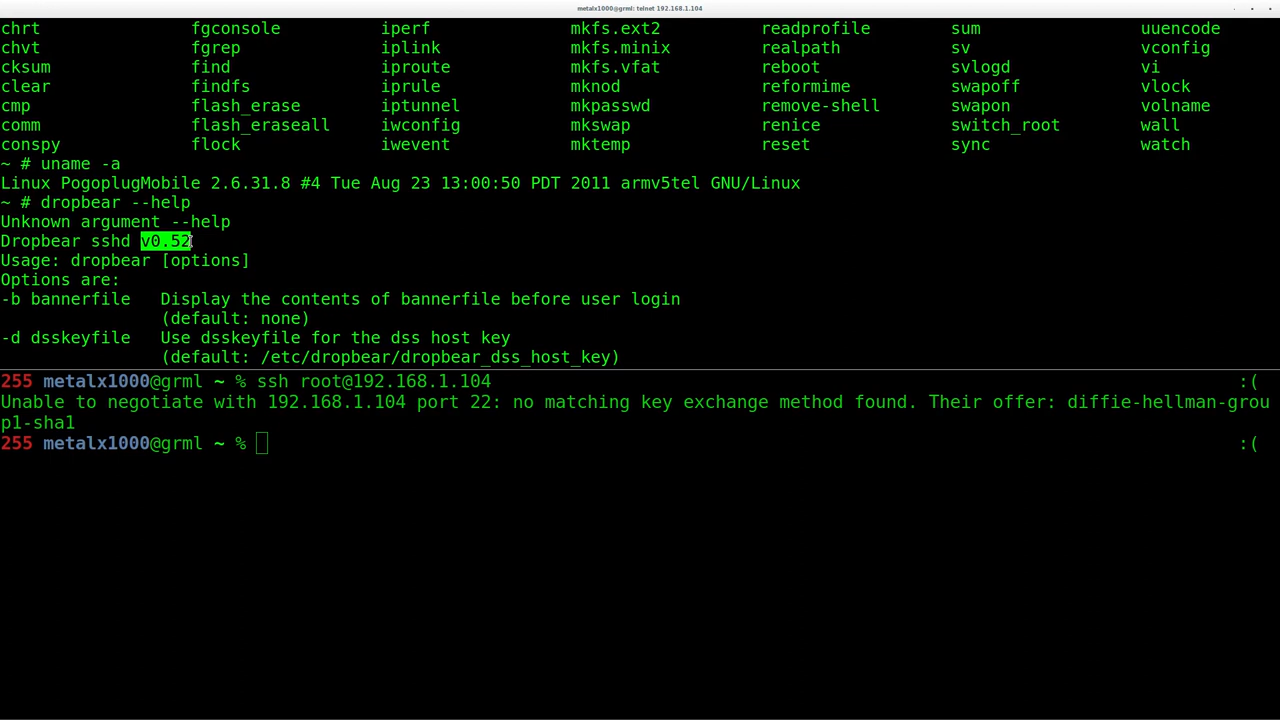 metalx1000@grml: telnet 192.168.1.104
chrt fgconsole iperf mkfs.ext2 readprofile sum uuencode
chvt fgrep iplink mkfs.minix realpath sv vconfig
cksum find iproute mkfs.vfat reboot svlogd vi
clear findfs iprule mknod reformime swapoff vlock
cmp flash_erase iptunnel mkpasswd remove-shell swapon volname
comm flash_eraseall iwconfig mkswap renice switch_root wall
conspy flock iwevent mktemp reset sync watch
~ # uname -a
Linux PogoplugMobile 2.6.31.8 #4 Tue Aug 23 13:00:50 PDT 2011 armv5tel GNU/Linux
~ # dropbear --help
Unknown argument --help
Dropbear sshd v0.52
Usage: dropbear [options]
Options are:
-b bannerfile Display the contents of bannerfile before user login
(default: none)
-d dsskeyfile Use dsskeyfile for the dss host key
(default: /etc/dropbear/dropbear_dss_host_key)
255 metalx1000@grml ~ % ssh root@192.168.1.104 :(
Unable to negotiate with 192.168.1.104 port 22: no matching key exchange method found. Their offer: diffie-hellman-grou
p1-sha1
255 metalx1000@grml ~ % :(